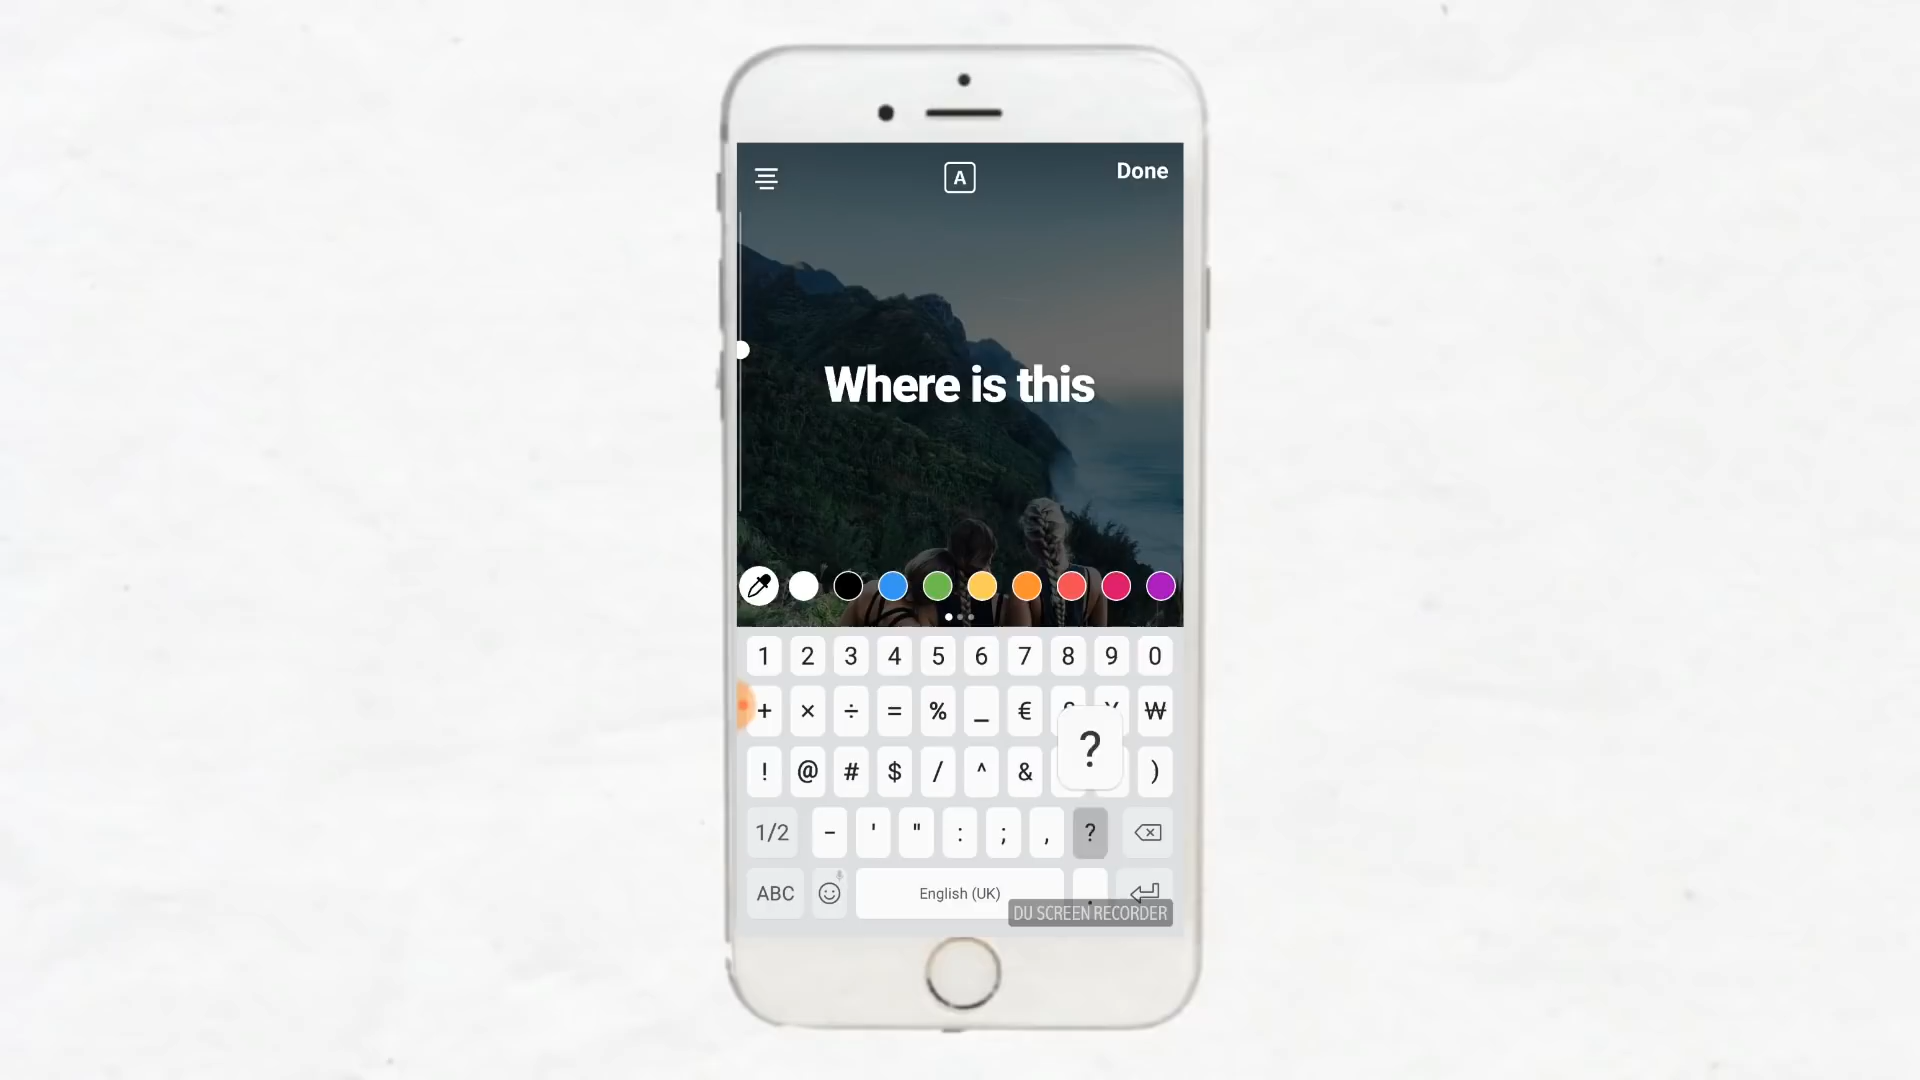 A
Done
Where is this
1 2 3 4 5 6 7 8 9 0
+ × ÷ = % _ € ₩
?
! @ # $ / ^ & )
1/2 - ' " : ; , ?
ABC English (UK) .
DU SCREEN RECORDER